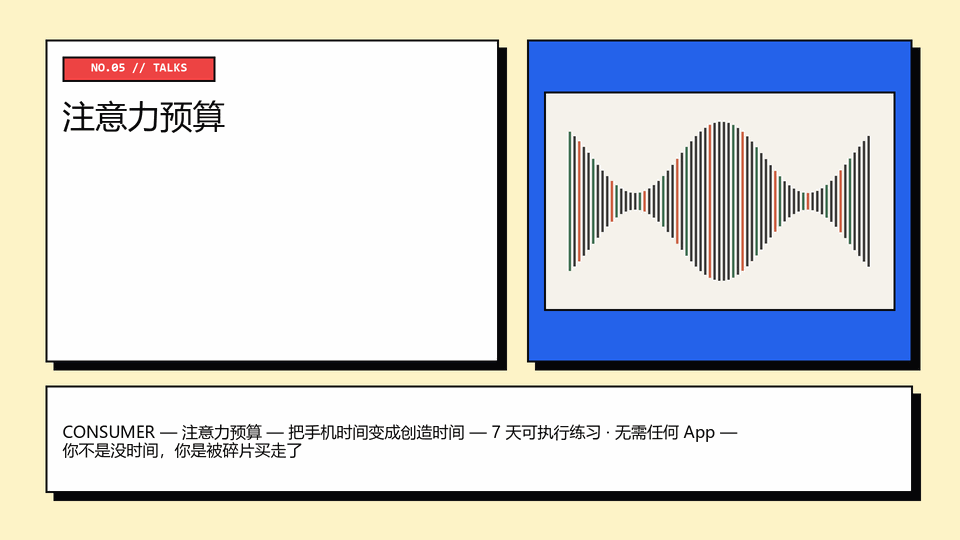 NO.05 // TALKS
注意力预算
CONSUMER — 注意力预算 — 把手机时间变成创造时间 — 7 天可执行练习 · 无需任何 App —
你不是没时间，你是被碎片买走了